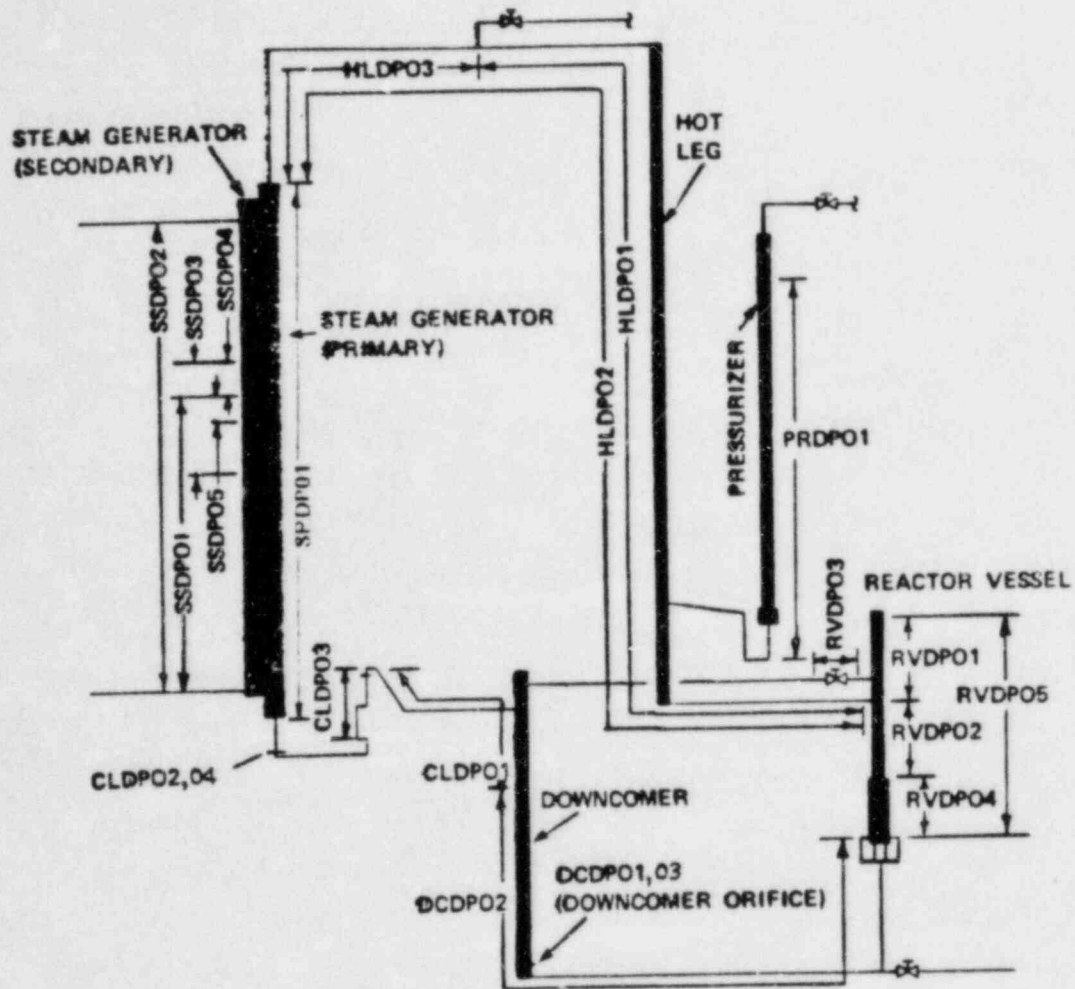 HLDP03
STEAM GENERATOR
(SECONDARY)
HOT
LEG
SSDP02
SSDP03
SSDP04
STEAM GENERATOR
(PRIMARY)
HLDP01
HLDP02
PRESSURIZER
PRDP01
SPDP01
SSDP05
SSDP01
RVDP03
REACTOR VESSEL
CLDP03
RVDP01
RVDP05
RVDP02
CLDP02,04
CLDP01
RVDP04
DOWNCOMER
DCDP02
DCDP01,03
(DOWNCOMER ORIFICE)